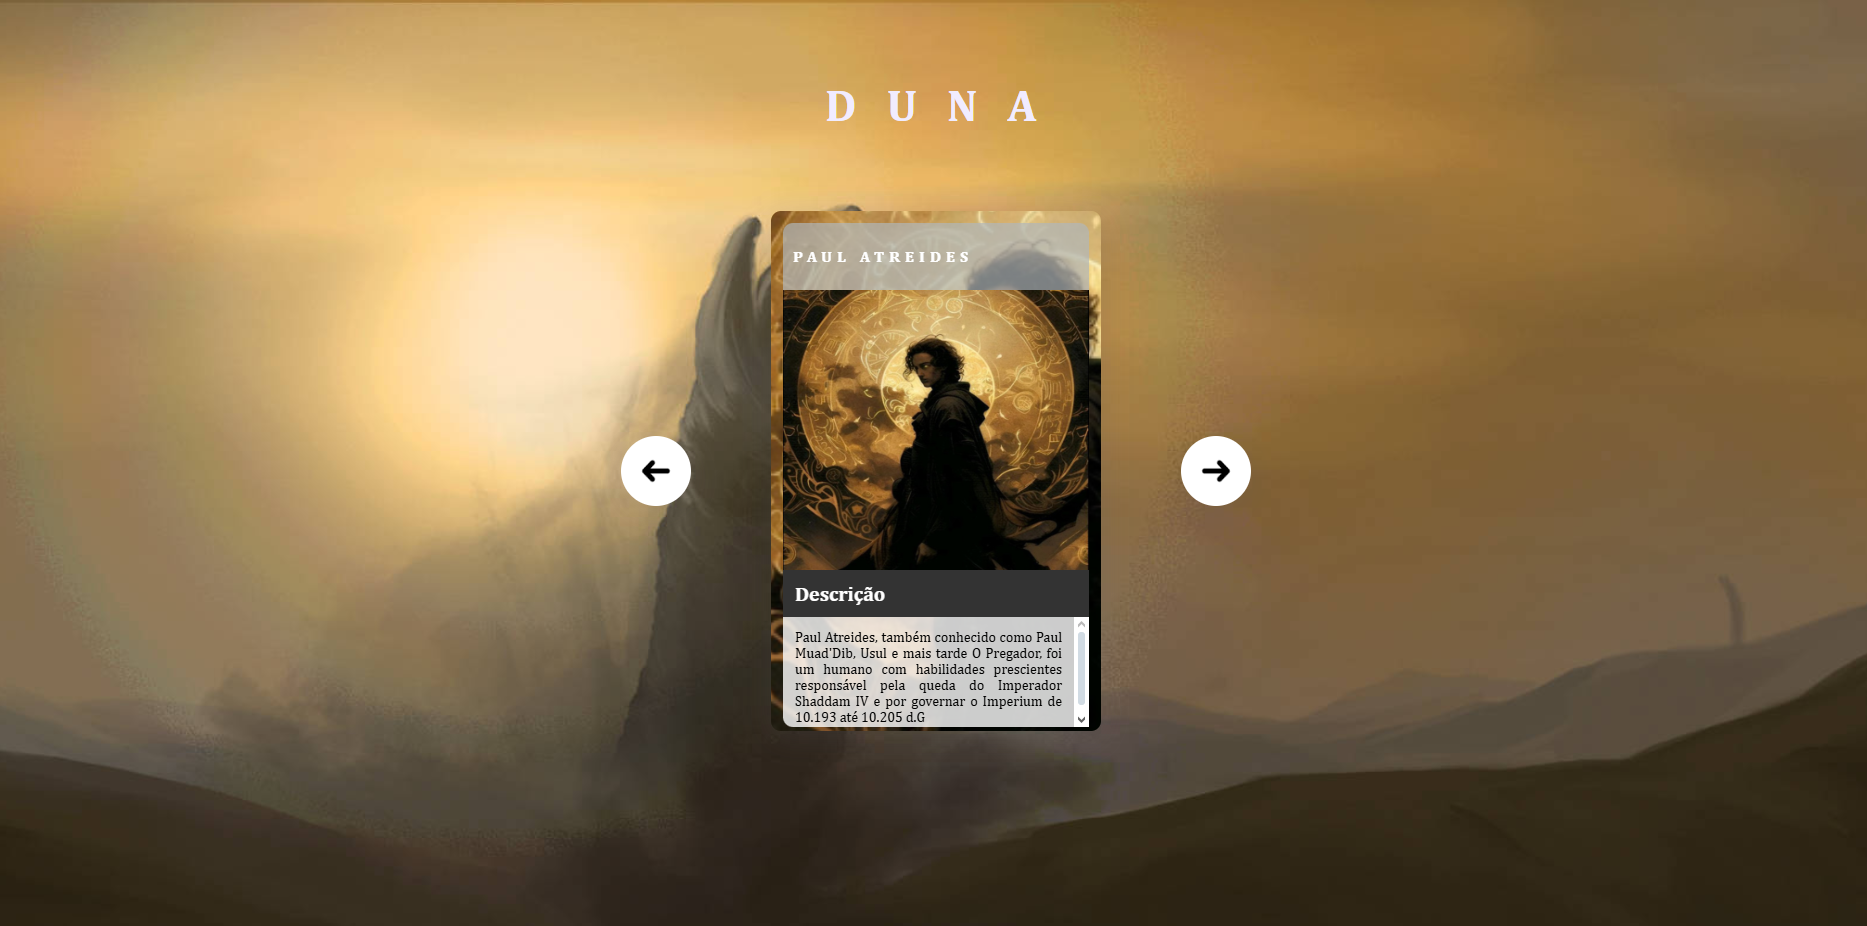 D U N A
PAUL ATREIDES
Descrição
Paul Atreides, também conhecido como Paul
Muad'Dib, Usul e mais tarde O Pregador, foi
um humano com habilidades prescientes
responsável pela queda do Imperador
Shaddam IV e por governar o Imperium de
10.193 até 10.205 d.G